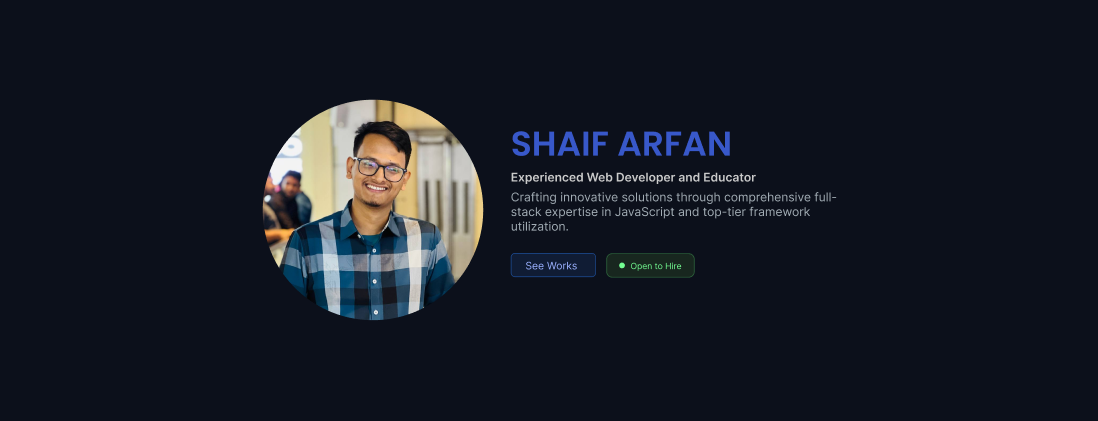 SHAIF ARFAN
Experienced Web Developer and Educator
Crafting innovative solutions through comprehensive full-
stack expertise in JavaScript and top-tier framework
utilization.
See Works
Open to Hire